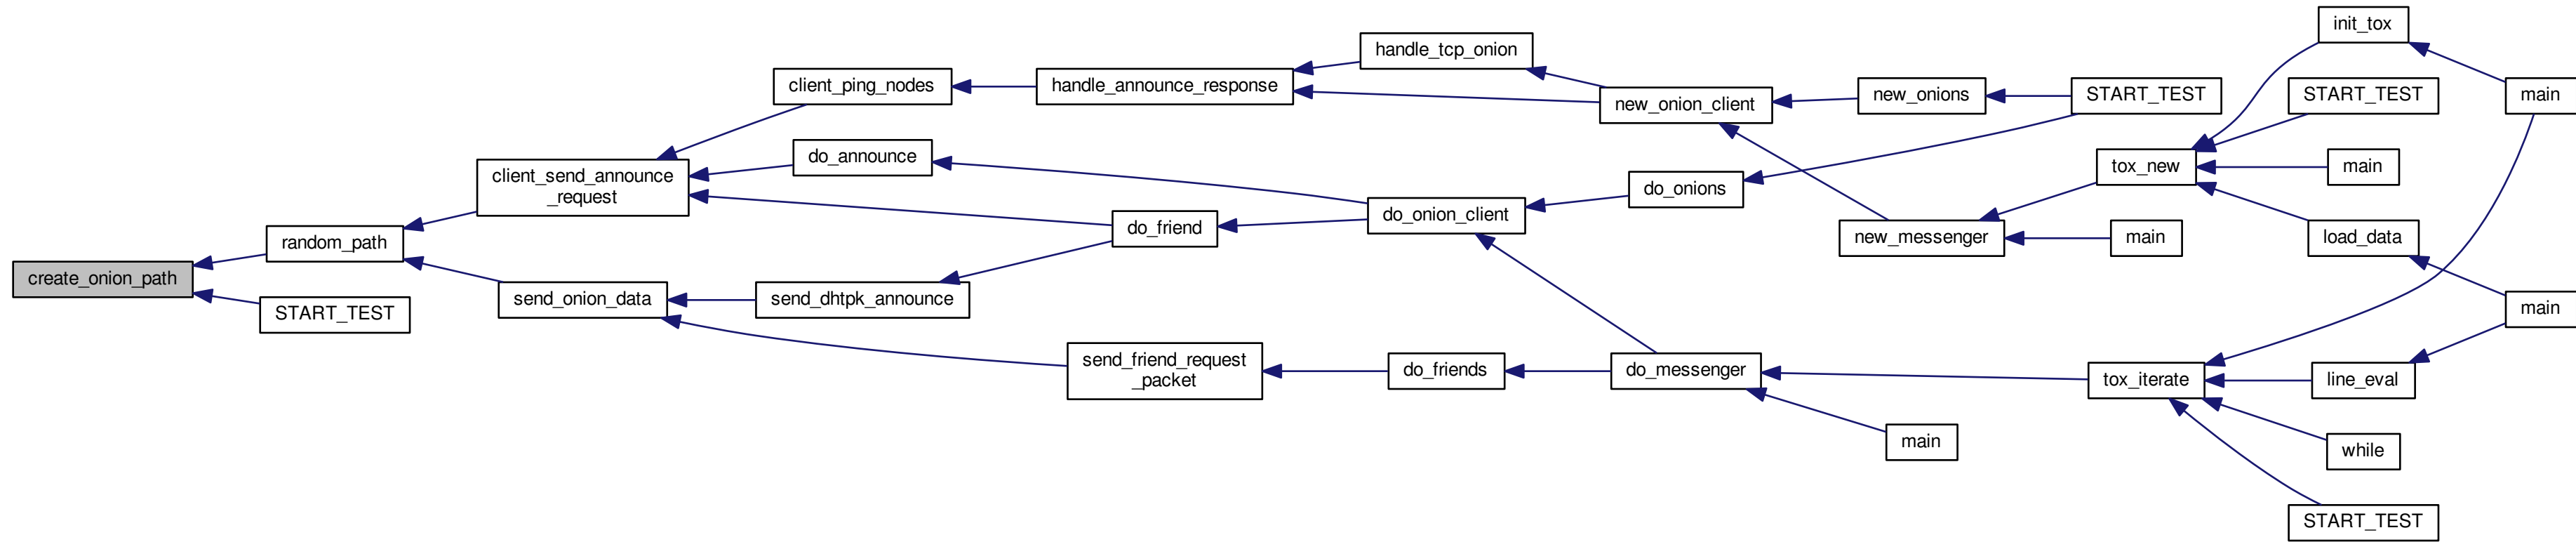 init_tox
handle_tcp_onion
client_ping_nodes
handle_announce_response
new_onion_client
new_onions
START_TEST
START_TEST
main
do_announce
client_send_announce
_request
tox_new
main
do_onions
do_onion_client
do_friend
random_path
new_messenger
main
load_data
create_onion_path
START_TEST
send_onion_data
send_dhtpk_announce
main
send_friend_request
_packet
do_friends
do_messenger
tox_iterate
line_eval
main
while
START_TEST